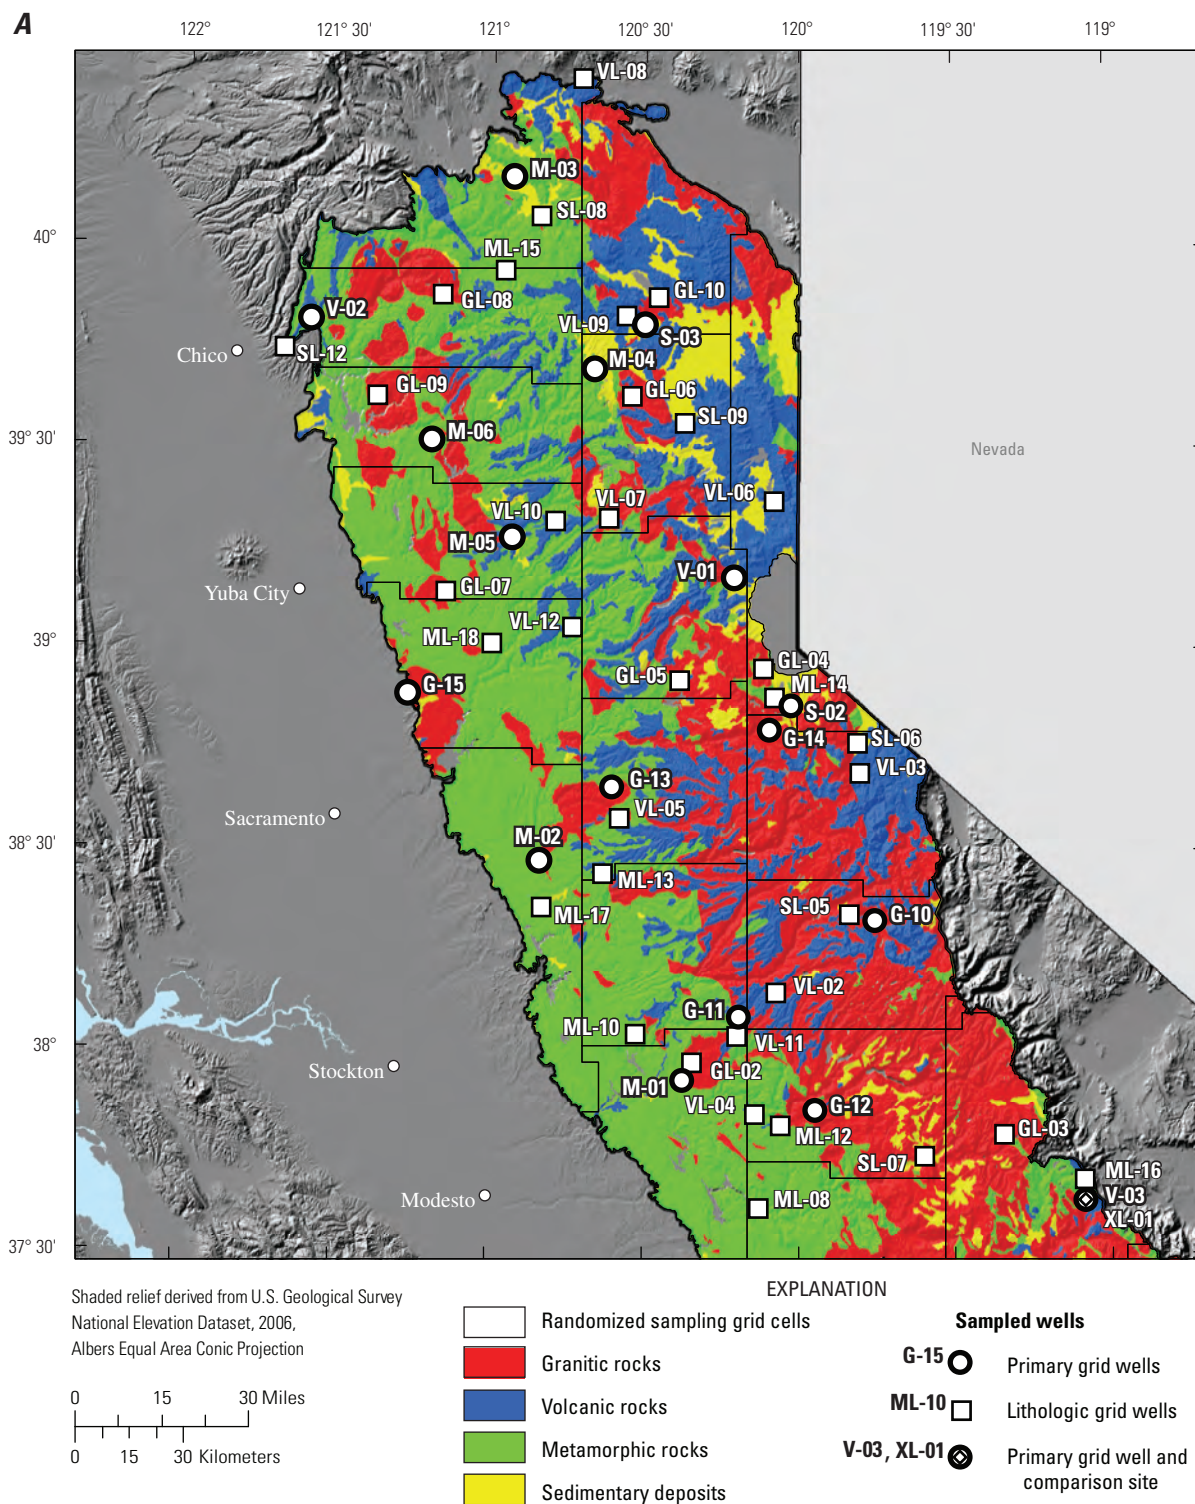 A
122°
121° 30'
121°
120° 30'
120°
119° 30'
119°
VL-08
M-03
SL-08
40°
ML-15
GL-08
GL-10
V-02
VL-09
S-03
Chico
SL-12
M-04
GL-09
GL-06
SL-09
39° 30'
M-06
Nevada
VL-06
VL-07
VL-10
M-05
V-01
Yuba City
GL-07
VL-12
39°
ML-18
GL-04
GL-05
ML-14
G-15
S-02
G-14
SL-06
VL-03
G-13
VL-05
Sacramento
38° 30'
M-02
ML-13
SL-05
G-10
ML-17
VL-02
G-11
ML-10
38°
VL-11
Stockton
GL-02
M-01
VL-04
G-12
ML-12
GL-03
SL-07
ML-16
Modesto
ML-08
V-03
XL-01
37° 30'
Shaded relief derived from U.S. Geological Survey
National Elevation Dataset, 2006,
Albers Equal Area Conic Projection
0 15 30 Miles
0 15 30 Kilometers
EXPLANATION
Randomized sampling grid cells
Granitic rocks
Volcanic rocks
Metamorphic rocks
Sedimentary deposits
Sampled wells
G-15 Primary grid wells
ML-10 Lithologic grid wells
V-03, XL-01 Primary grid well and
comparison site